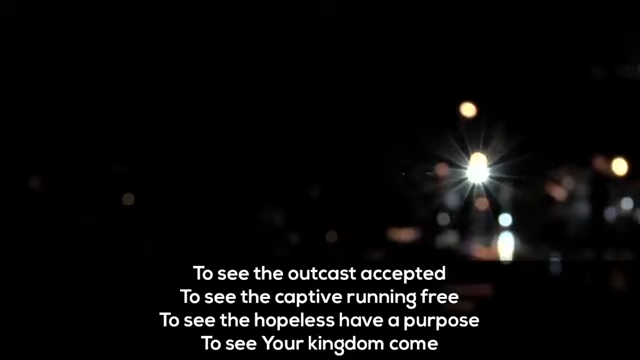 To see the outcast accepted
To see the captive running free
To see the hopeless have a purpose
To see Your kingdom come